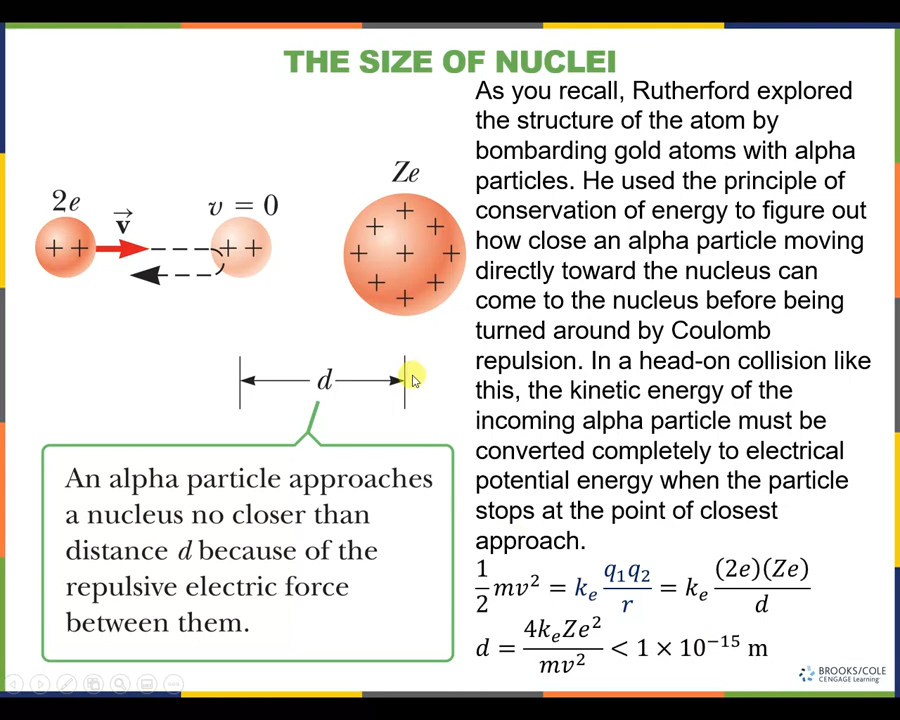 THE SIZE OF NUCLEI
As you recall, Rutherford explored
the structure of the atom by
bombarding gold atoms with alpha
particles. He used the principle of
conservation of energy to figure out
how close an alpha particle moving
directly toward the nucleus can
come to the nucleus before being
turned around by Coulomb
repulsion. In a head-on collision like
this, the kinetic energy of the
incoming alpha particle must be
converted completely to electrical
potential energy when the particle
stops at the point of closest
approach.
1/2 mv² = kₑ q₁q₂/r = kₑ (2e)(Ze)/d
d = 4kₑZe²/mv² < 1 × 10⁻¹⁵ m
2e
v⃗
v = 0
Ze
+ +
+ +
+
+ +
+ + +
+ +
+
d
An alpha particle approaches
a nucleus no closer than
distance d because of the
repulsive electric force
between them.
BROOKS/COLE
CENGAGE Learning™